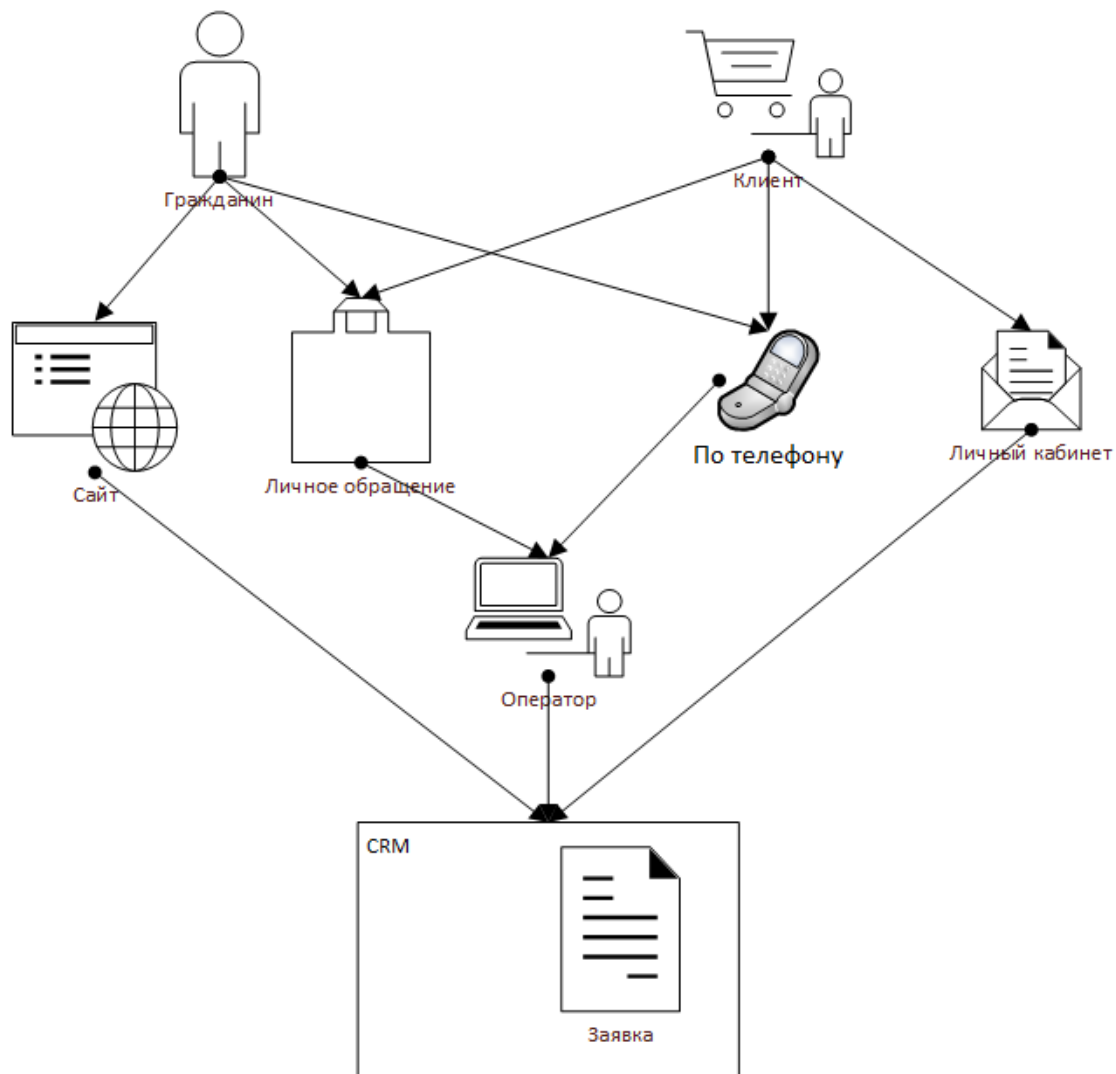 Гражданин
Клиент
По телефону
Личный кабинет
Личное обращение
Сайт
Оператор
CRM
Заявка